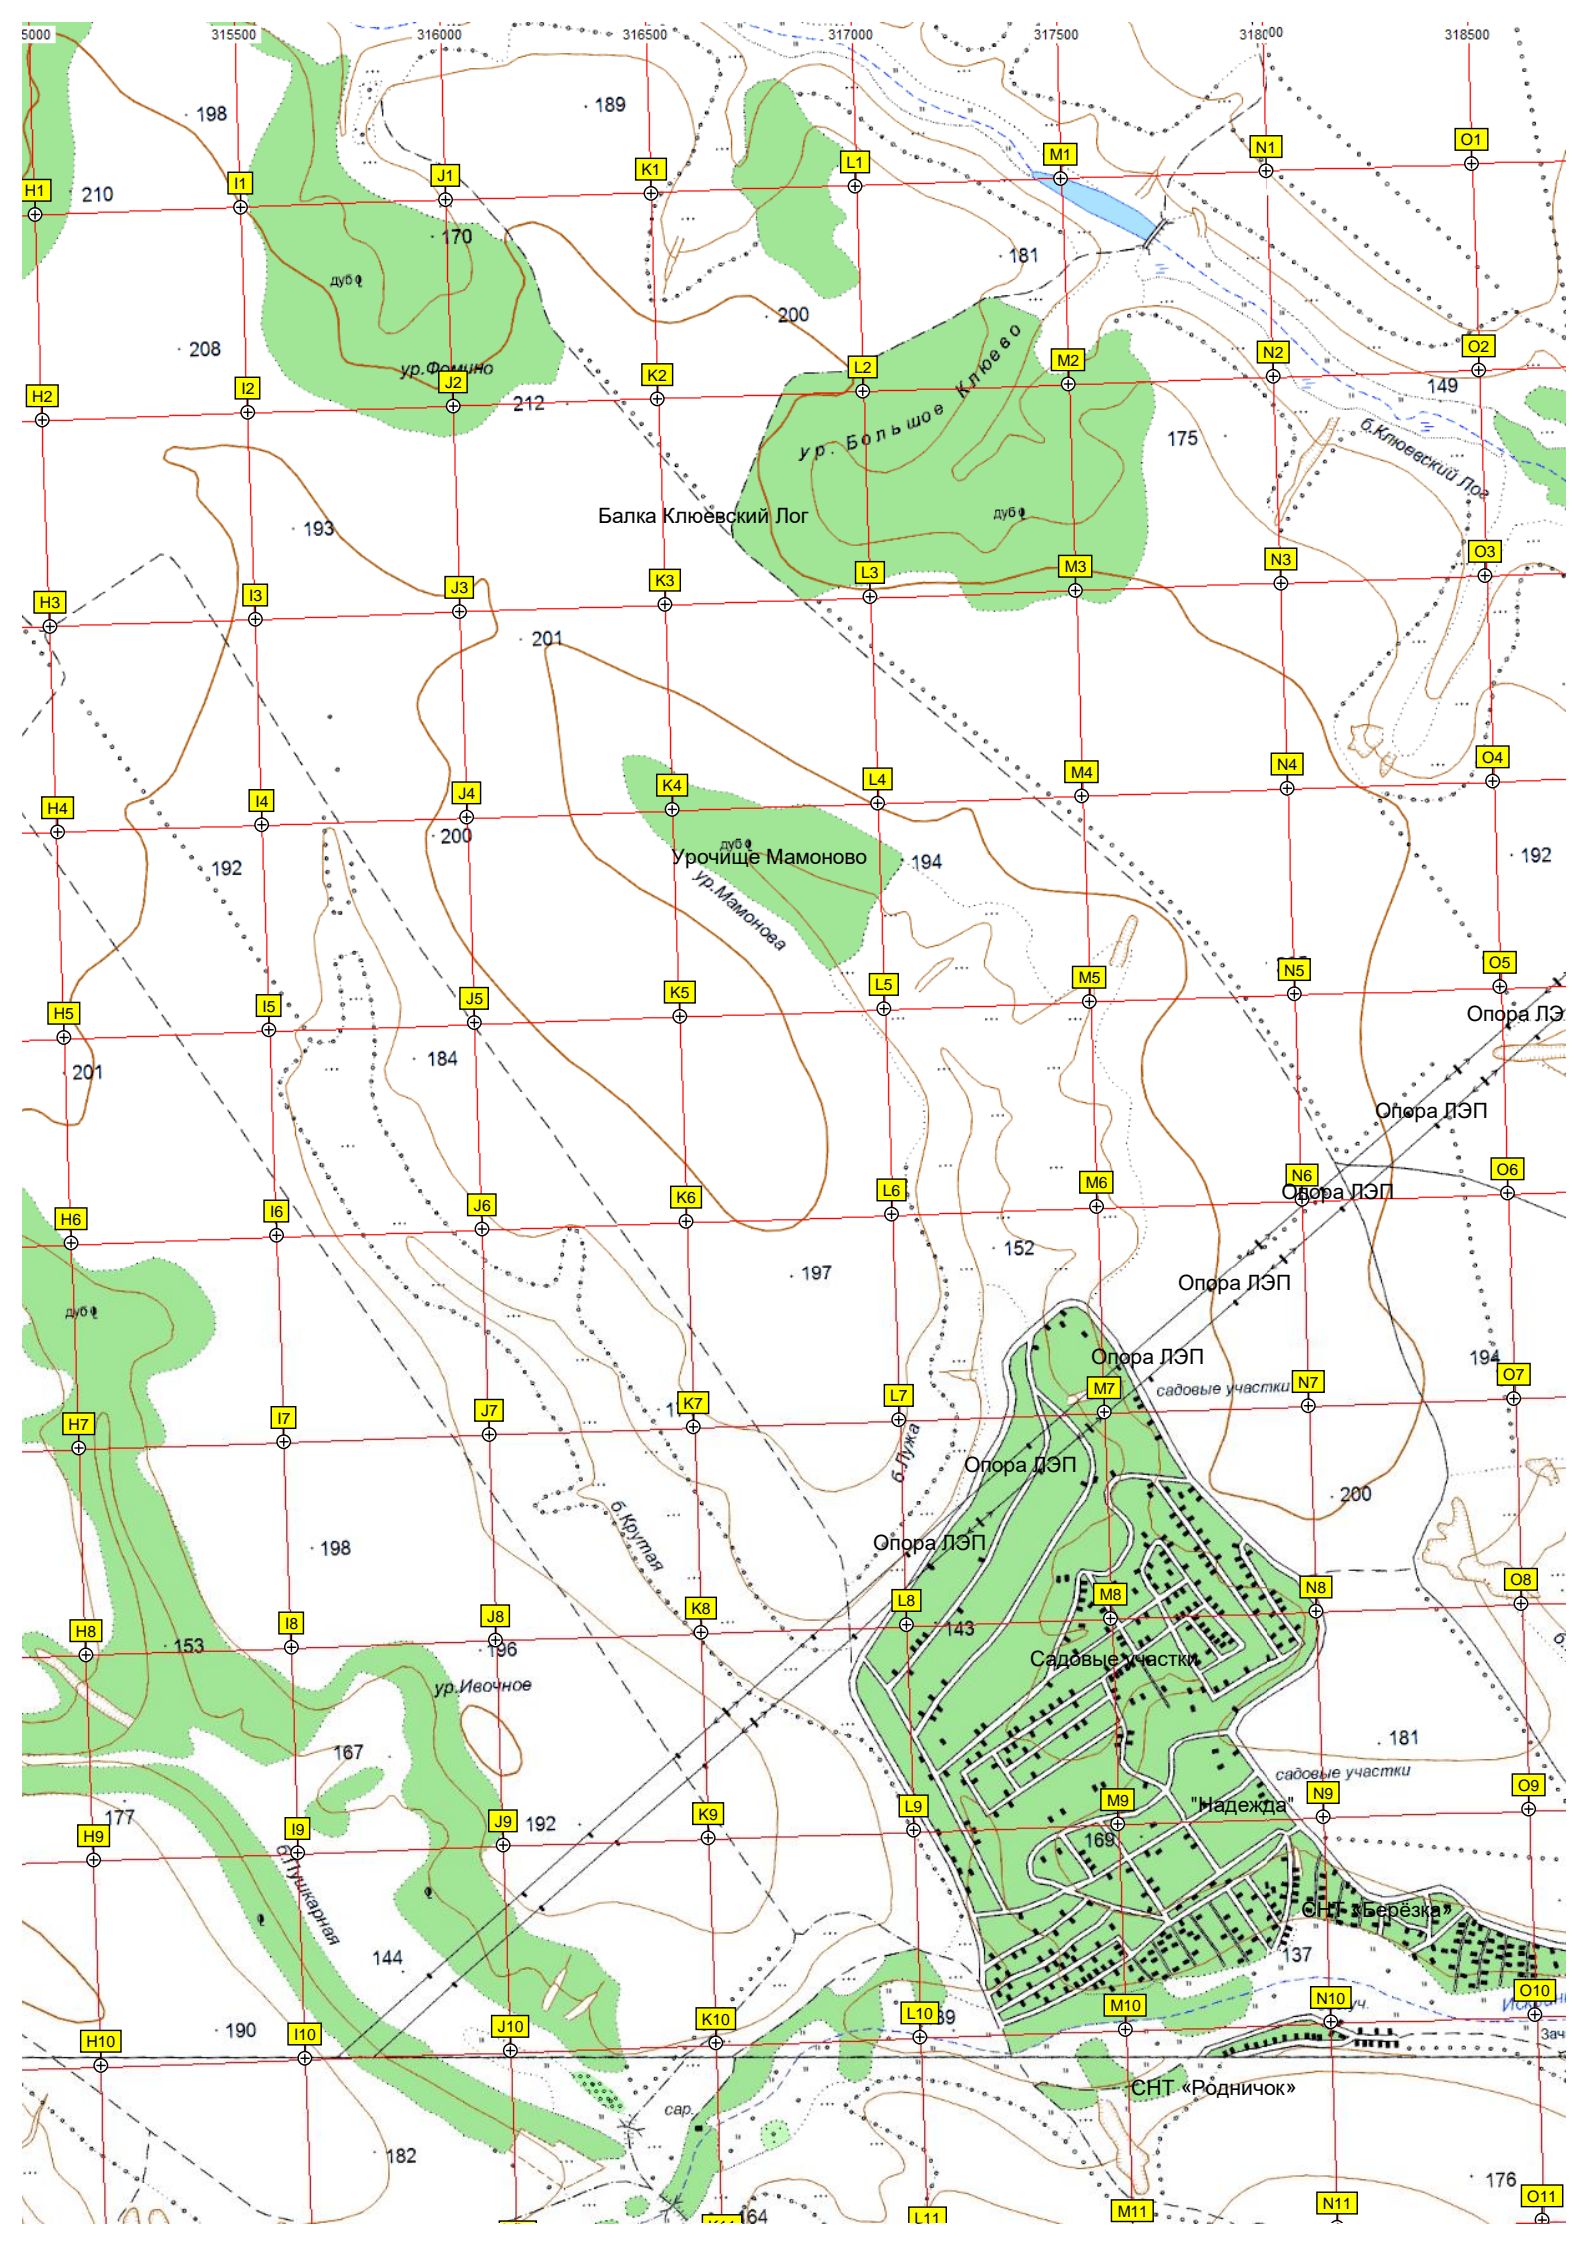 5000 315500 316000 316500 317000 317500 318000 318500
198
189
H1 I1 J1 K1 L1 M1 N1 O1
210
170
181
дуб
200
208
ур.Фомино
H2 I2 J2 K2 L2 M2 N2 O2
212
149
ур. Большое Клюево
175
б.Клюевский Лог
193
Балка Клюевский Лог
дуб
H3 I3 J3 K3 L3 M3 N3 O3
201
H4 I4 J4 K4 L4 M4 N4 O4
200
дуб
Урочище Мамоново
192
194
192
ур.Мамонова
H5 I5 J5 K5 L5 M5 N5 O5
Опора ЛЭ
184
201
Опора ЛЭП
H6 I6 J6 K6 L6 M6 N6 O6
Опора ЛЭП
152
197
Опора ЛЭП
дуб
Опора ЛЭП
194
садовые участки
H7 I7 J7 K7 L7 M7 N7 O7
б.Лужа
Опора ЛЭП
200
б.Крутая
Опора ЛЭП
198
H8 I8 J8 K8 L8 M8 N8 O8
143
153
196
б.
Садовые участки
ур.Ивочное
181
167
садовые участки
"Надежда"
H9 I9 J9 K9 L9 M9 N9 O9
177
192
169
б.Пушкарная
СНТ «Берёзка»
144
137
H10 I10 J10 K10 L10 M10 N10 O10
190
39
уч.
Зач
СНТ «Родничок»
сар.
182
176
164
K11 L11 M11 N11 O11